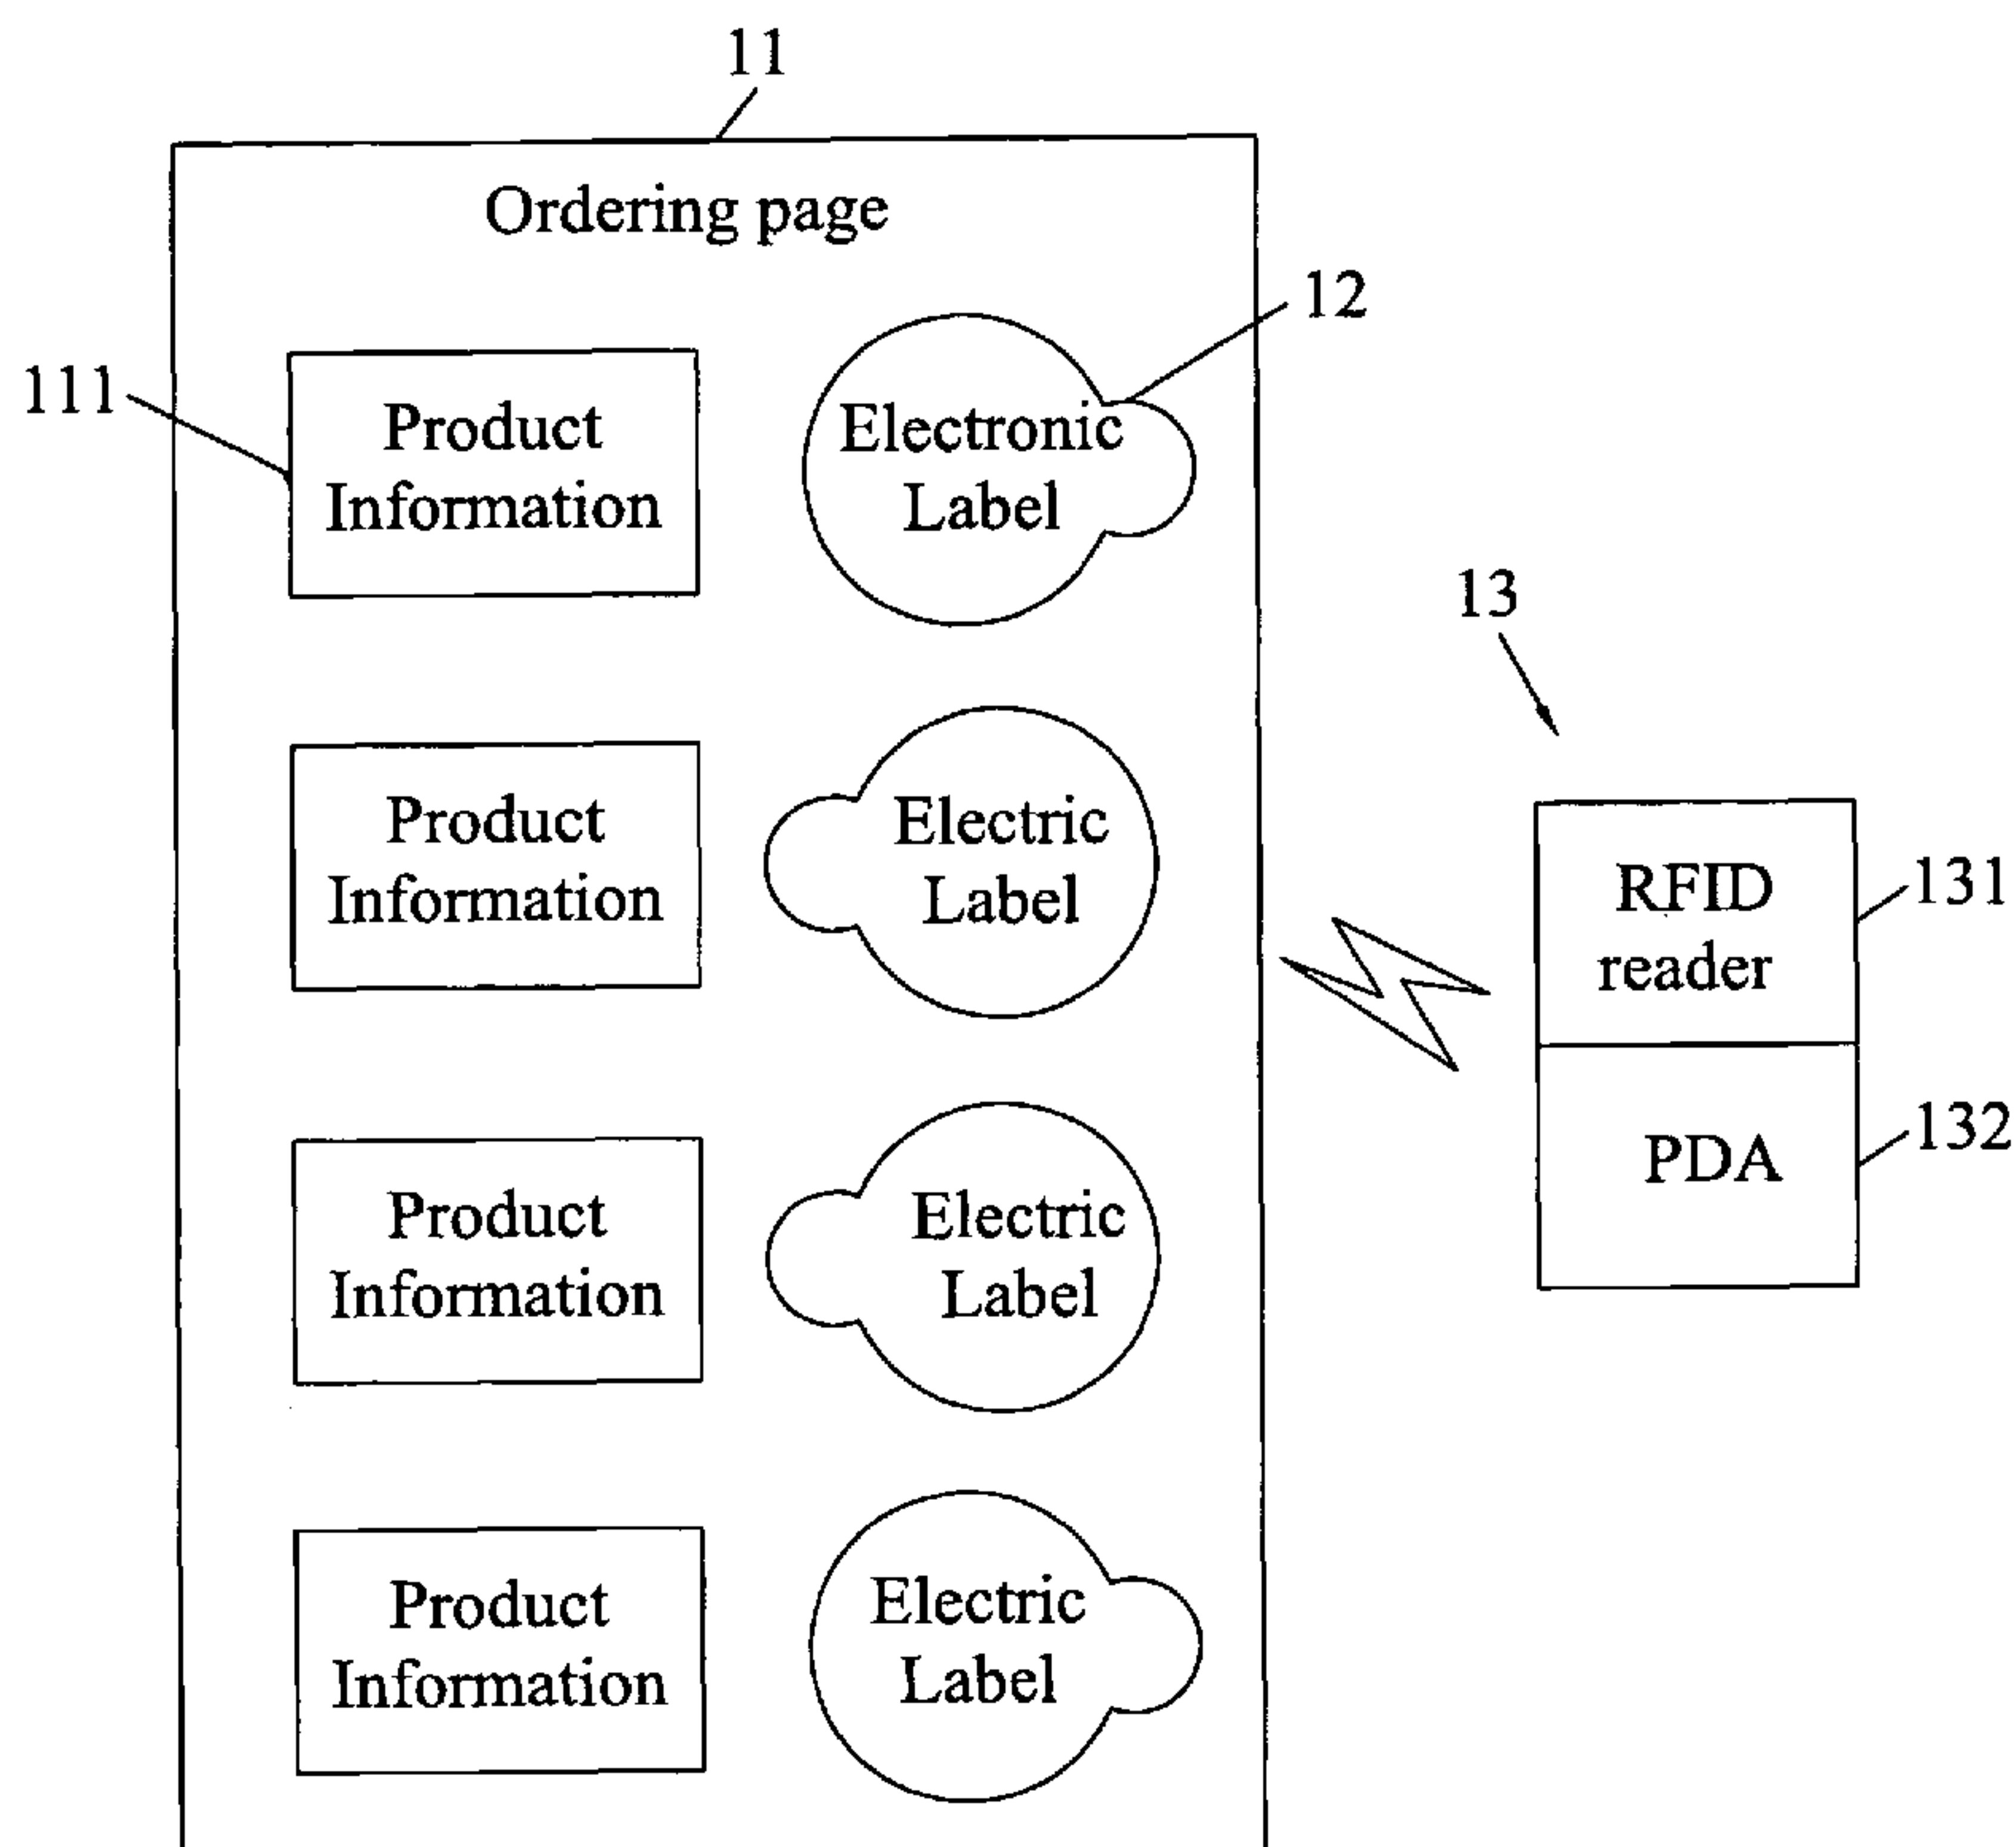 11
Ordering page
12
111
Product
Information
Electronic
Label
13
Product
Information
Electric
Label
RFID
reader
131
Product
Information
Electric
Label
PDA
132
Product
Information
Electric
Label